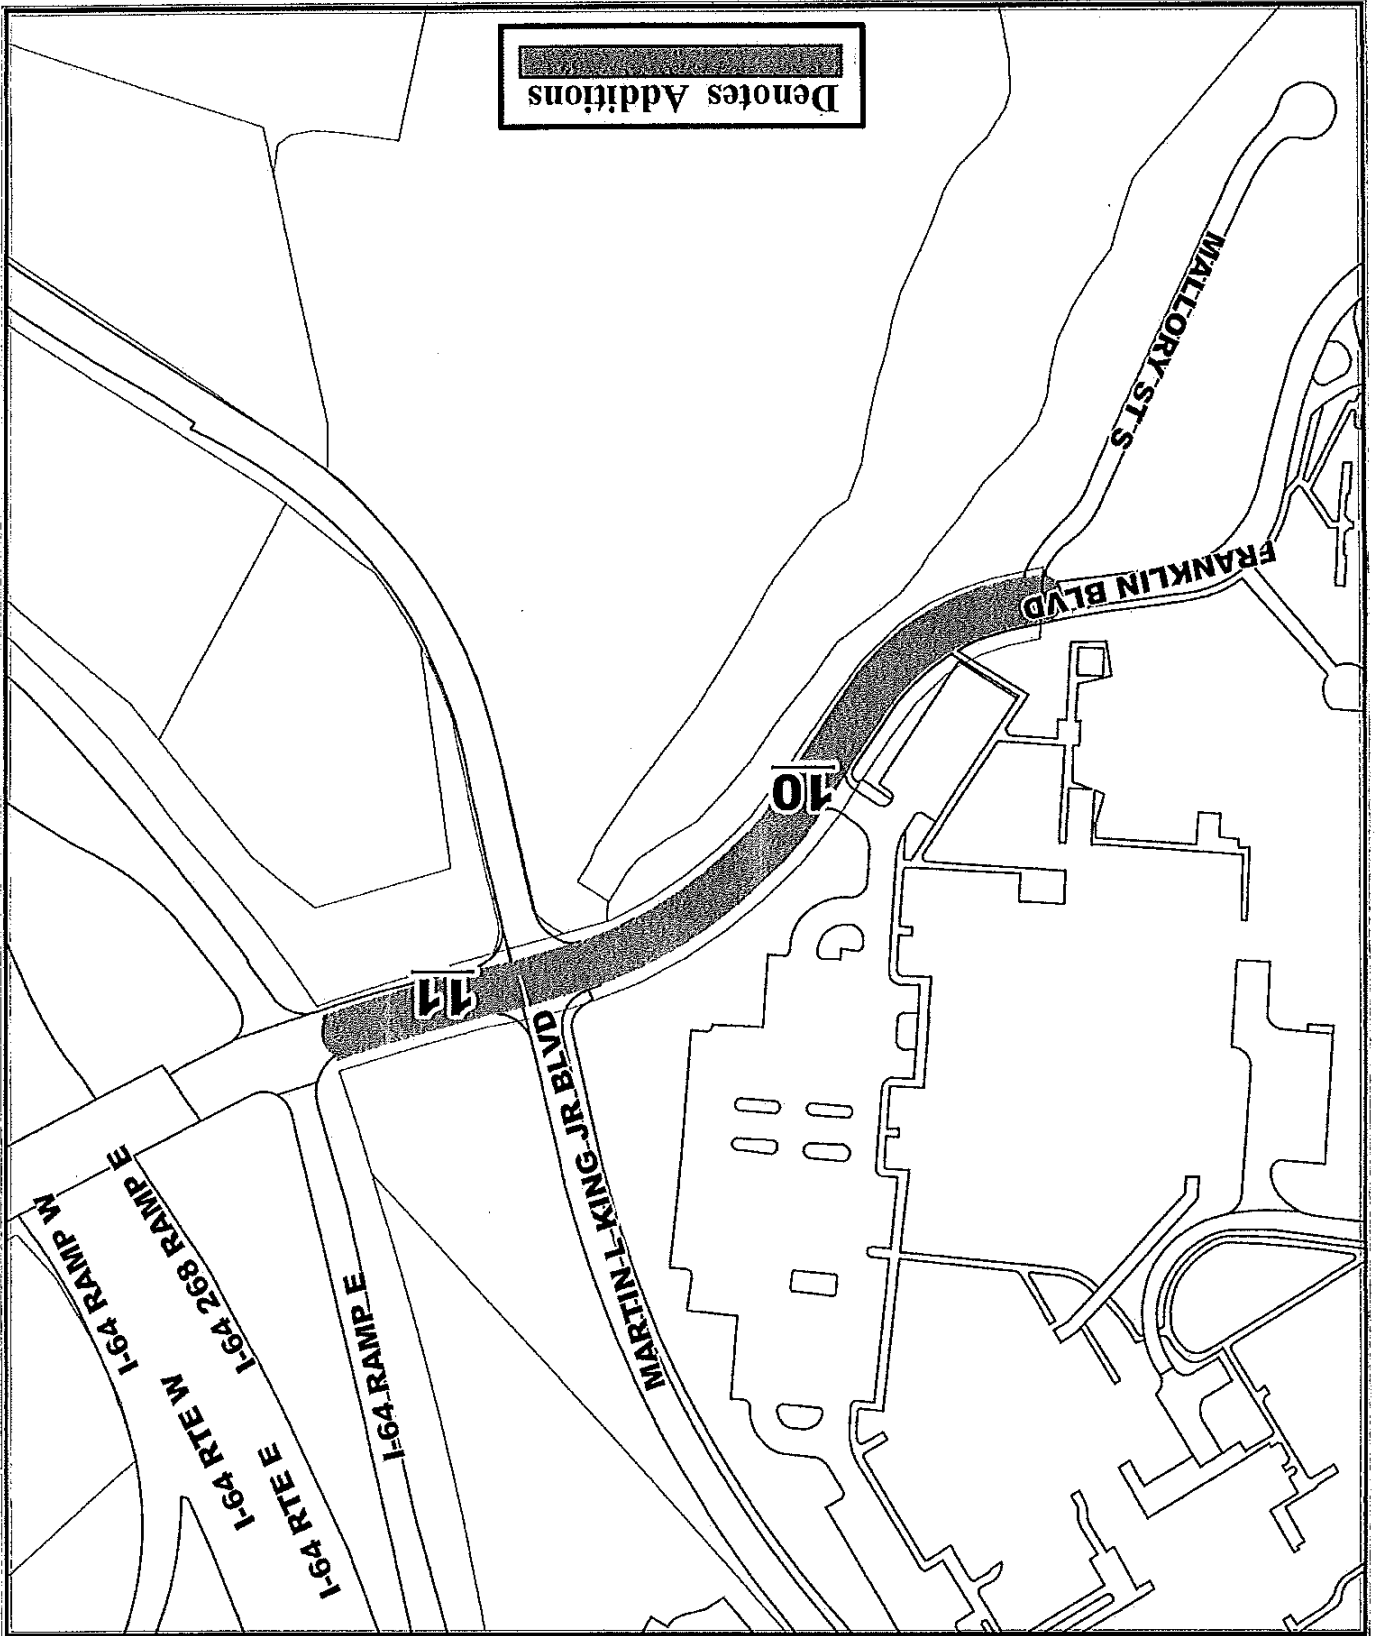 I-64 RTE E
I-64 RTE W
I-64 RAMP E
I-64 268 RAMP E
I-64 RAMP W
MARTIN L KING JR BLVD
11
10
FRANKLIN BLVD
MALLORY ST S
Denotes Additions